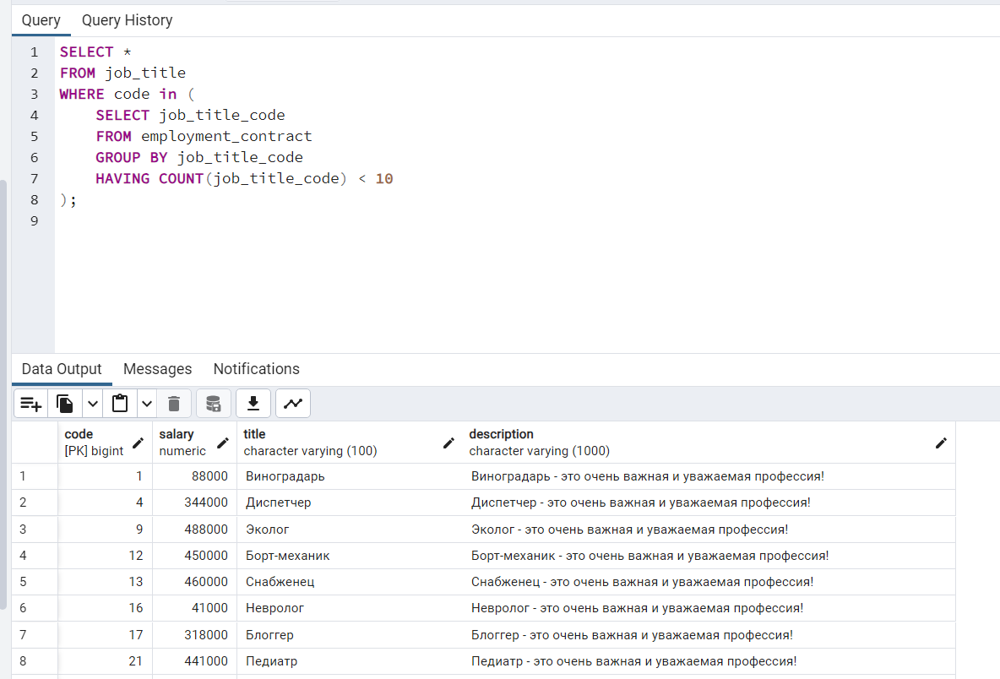 Query Query History
1 SELECT *
2 FROM job_title
3 WHERE code in (
4 SELECT job_title_code
5 FROM employment_contract
6 GROUP BY job_title_code
7 HAVING COUNT(job_title_code) < 10
8 );
9
Data Output Messages Notifications
code salary title description
[PK] bigint numeric character varying (100) character varying (1000)
1 1 88000 Виноградарь Виноградарь - это очень важная и уважаемая профессия!
2 4 344000 Диспетчер Диспетчер - это очень важная и уважаемая профессия!
3 9 488000 Эколог Эколог - это очень важная и уважаемая профессия!
4 12 450000 Борт-механик Борт-механик - это очень важная и уважаемая профессия!
5 13 460000 Снабженец Снабженец - это очень важная и уважаемая профессия!
6 16 41000 Невролог Невролог - это очень важная и уважаемая профессия!
7 17 318000 Блоггер Блоггер - это очень важная и уважаемая профессия!
8 21 441000 Педиатр Педиатр - это очень важная и уважаемая профессия!